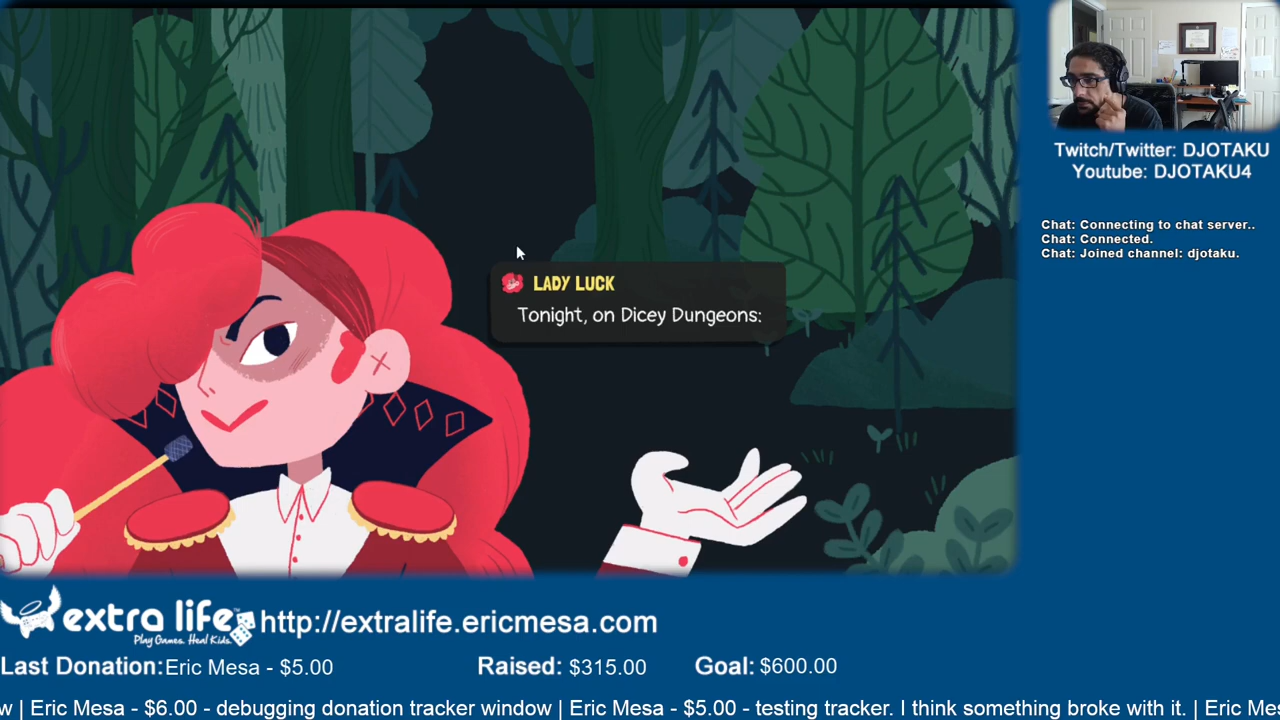 LADY LUCK
Tonight, on Dicey Dungeons:
Twitch/Twitter: DJOTAKU
Youtube: DJOTAKU4
Chat: Connecting to chat server..
Chat: Connected.
Chat: Joined channel: djotaku.
extra life
Play Games. Heal Kids.
http://extralife.ericmesa.com
Last Donation: Eric Mesa - $5.00 Raised: $315.00 Goal: $600.00
w | Eric Mesa - $6.00 - debugging donation tracker window | Eric Mesa - $5.00 - testing tracker. I think something broke with it. | Eric Me